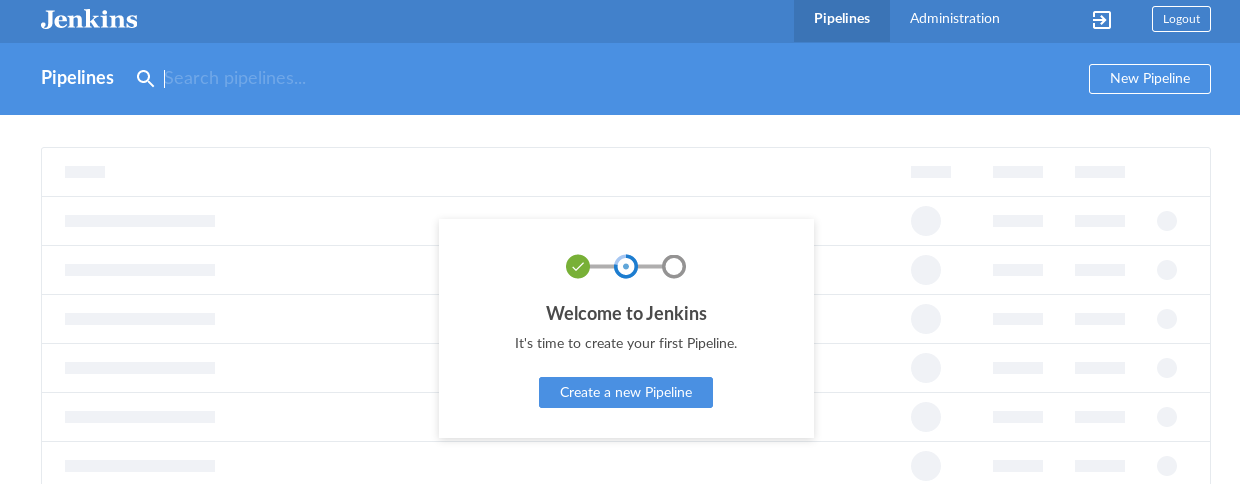 Jenkins
Pipelines
Administration
Logout
Pipelines
Search pipelines...
New Pipeline
Welcome to Jenkins
It's time to create your first Pipeline.
Create a new Pipeline